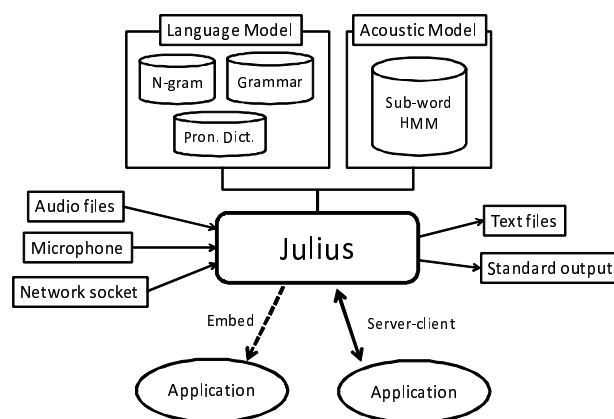 Language Model
Acoustic Model
N-gram
Grammar
Pron. Dict.
Sub-word
HMM
Audio files
Microphone
Network socket
Julius
Text files
Standard output
Embed
Server-client
Application
Application